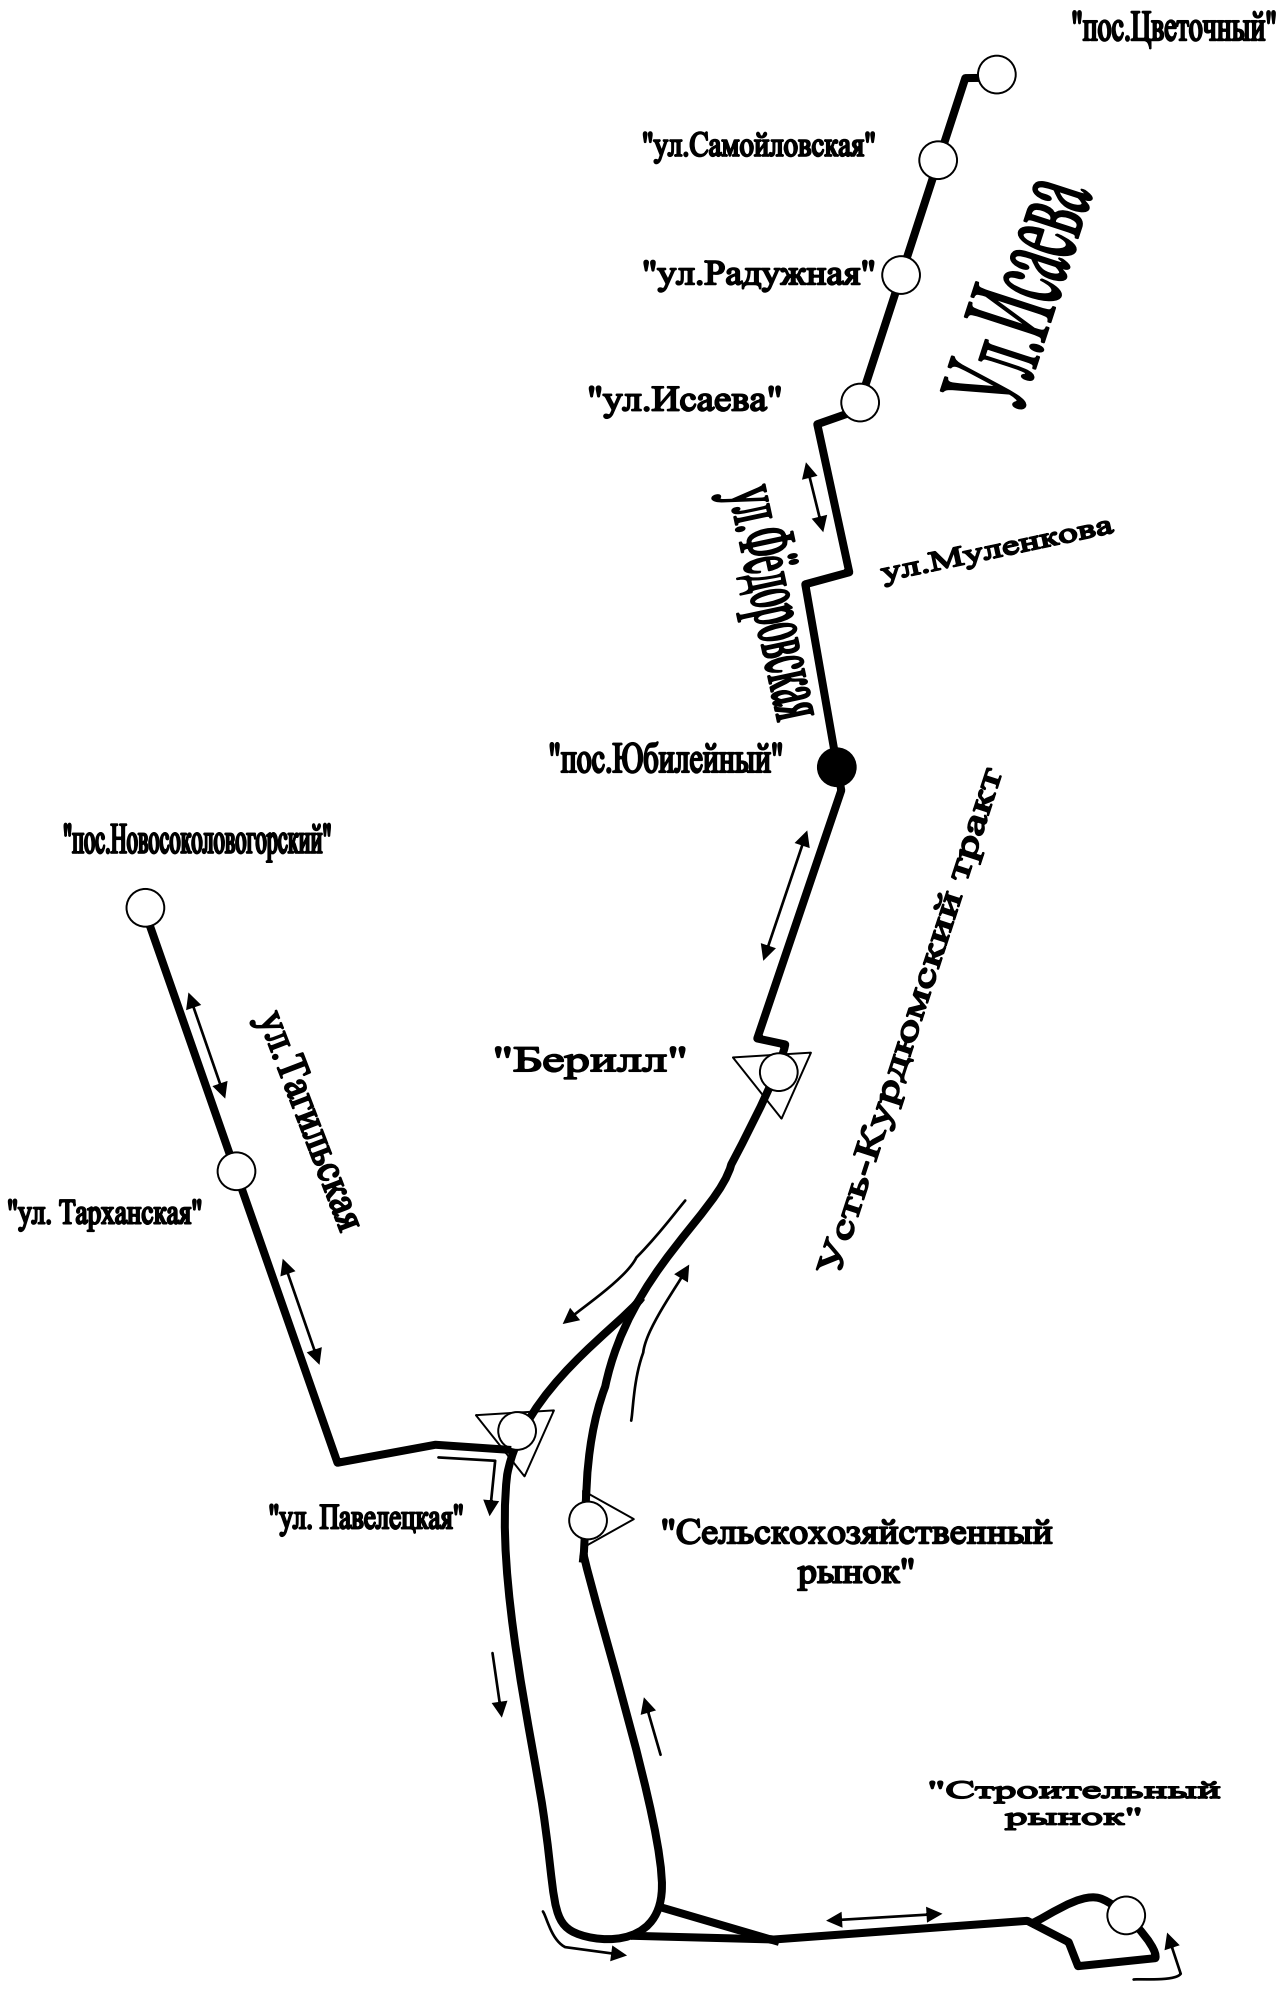 "пос.Цветочный"
"ул.Самойловская"
Ул.Исаева
"ул.Радужная"
"ул.Исаева"
ул.Фёдоровская
ул.Муленкова
"пос.Юбилейный"
Усть-Курдюмский тракт
"пос.Новосоколовогорский"
ул.Тагильская
"Берилл"
"ул. Тарханская"
"ул. Павелецкая"
"Сельскохозяйственный
рынок"
"Строительный
рынок"